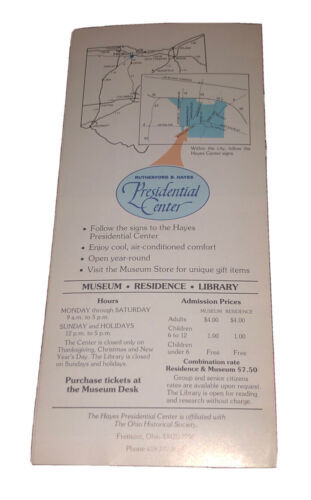 Within the city, follow the
Hayes Center signs.
RUTHERFORD B. HAYES
Presidential
Center
• Follow the signs to the Hayes
Presidential Center
• Enjoy cool, air-conditioned comfort
• Open year-round
• Visit the Museum Store for unique gift items
MUSEUM • RESIDENCE • LIBRARY
Hours
MONDAY through SATURDAY
9 a.m. to 5 p.m.
SUNDAY and HOLIDAYS
12 p.m. to 5 p.m.
The Center is closed only on
Thanksgiving, Christmas and New
Year's Day. The Library is closed
on Sundays and holidays.
Purchase tickets at
the Museum Desk
Admission Prices
MUSEUM RESIDENCE
Adults $4.00 $4.00
Children
6 to 12 1.00 1.00
Children
under 6 Free Free
Combination rate
Residence & Museum $7.50
Group and senior citizens
rates are available upon request.
The Library is open for reading
and research without charge.
The Hayes Presidential Center is affiliated with
The Ohio Historical Society.
Fremont, Ohio
Phone